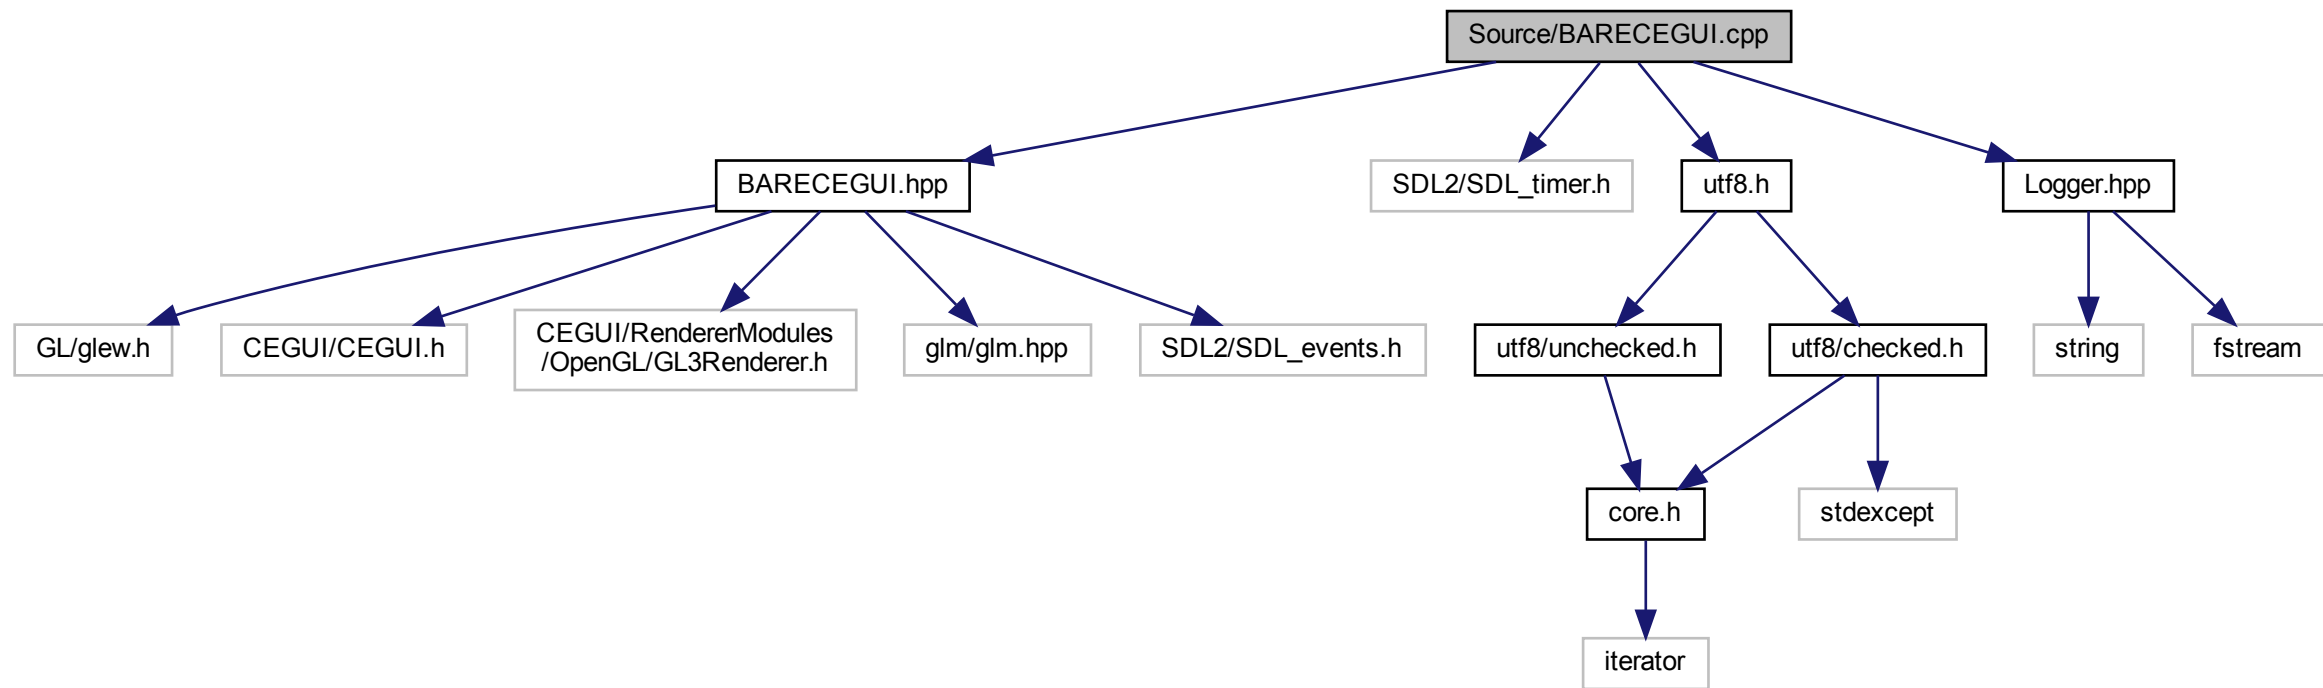 Source/BARECEGUI.cpp
BARECEGUI.hpp
SDL2/SDL_timer.h
utf8.h
Logger.hpp
GL/glew.h
CEGUI/CEGUI.h
CEGUI/RendererModules
/OpenGL/GL3Renderer.h
glm/glm.hpp
SDL2/SDL_events.h
utf8/unchecked.h
utf8/checked.h
string
fstream
core.h
stdexcept
iterator